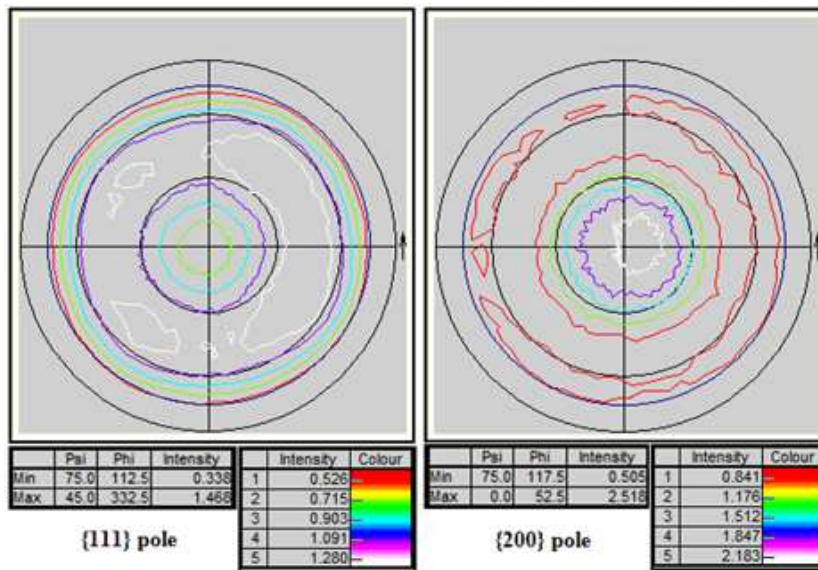 Psi Phi Intensity
Min 75.0 112.5 0.338
Max 45.0 332.5 1.468
Intensity Colour
1 0.526
2 0.715
3 0.903
4 1.091
5 1.280
{111} pole
Psi Phi Intensity
Min 75.0 117.5 0.505
Max 0.0 52.5 2.518
Intensity Colour
1 0.841
2 1.176
3 1.512
4 1.847
5 2.183
{200} pole